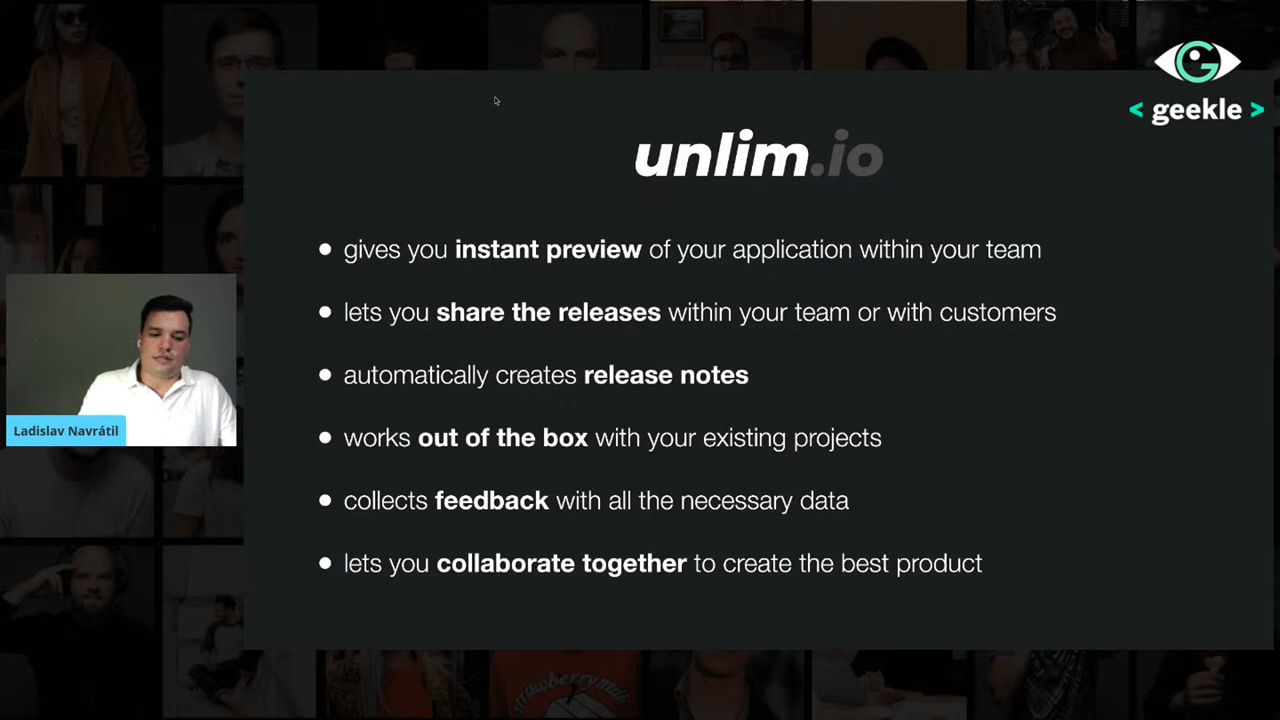 < geekle >
unlim.io
• gives you instant preview of your application within your team
• lets you share the releases within your team or with customers
• automatically creates release notes
• works out of the box with your existing projects
• collects feedback with all the necessary data
• lets you collaborate together to create the best product
Ladislav Navrátil